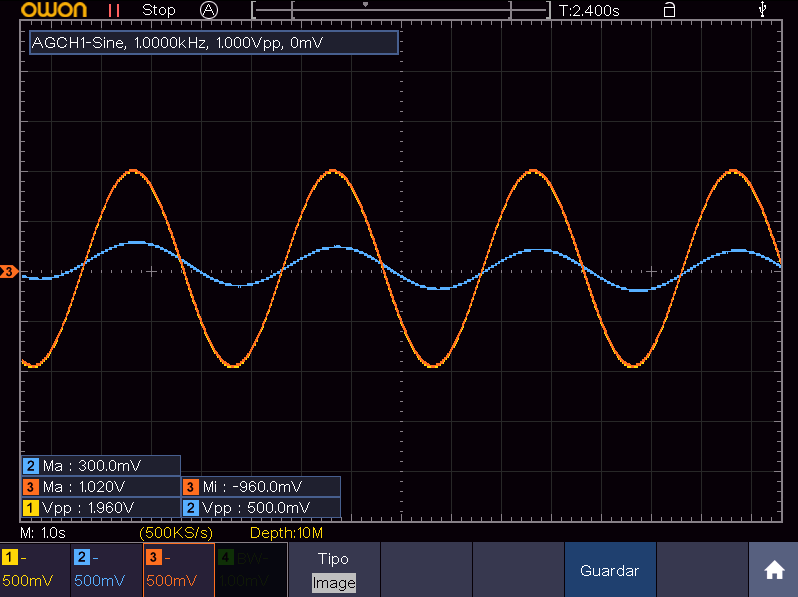 OWON Stop A T:2.400s
AGCH1-Sine, 1.0000kHz, 1.000Vpp, 0mV
3
2 Ma : 300.0mV
3 Ma : 1.020V 3 Mi : -960.0mV
1 Vpp : 1.960V 2 Vpp : 500.0mV
M: 1.0s (500KS/s) Depth:10M
1 - 2 - 3 - 4 BW- Tipo
500mV 500mV 500mV 1.00mV Image Guardar